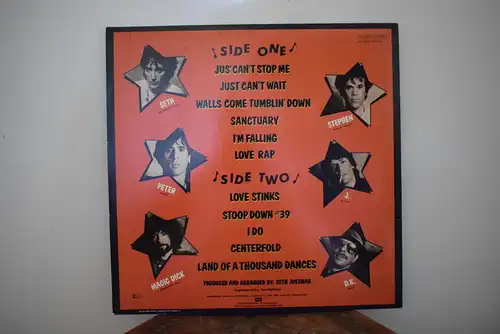 SIDE ONE
JUS' CAN'T STOP ME
JUST CAN'T WAIT
WALLS COME TUMBLIN' DOWN
SANCTUARY
I'M FALLING
LOVE RAP
SETH
STEPHEN
SIDE TWO
LOVE STINKS
STOOP DOWN #39
I DO
CENTERFOLD
LAND OF A THOUSAND DANCES
PETER
J.
MAGIC DICK
D.K.
PRODUCED AND ARRANGED BY: SETH JUSTMAN